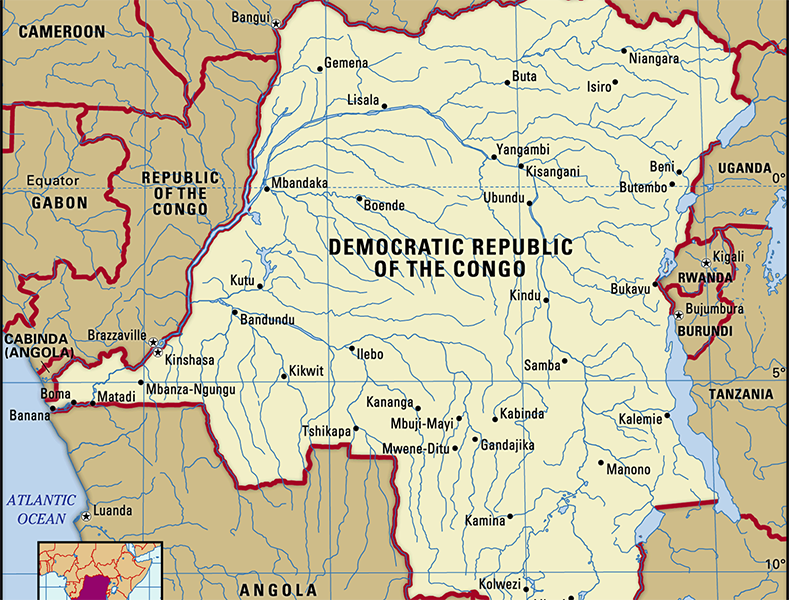 Bangui
CAMEROON
Gemena
Niangara
Buta
Isiro
Lisala
Yangambi
Kisangani
Beni
UGANDA
0°
Butembo
Equator
GABON
REPUBLIC
OF THE
CONGO
Mbandaka
Boende
Ubundu
DEMOCRATIC REPUBLIC
OF THE CONGO
Kigali
RWANDA
Kutu
Kindu
Bukavu
Bujumbura
BURUNDI
Bandundu
Brazzaville
Kinshasa
CABINDA
(ANGOLA)
Ilebo
Samba
5°
Kikwit
Mbanza-Ngungu
TANZANIA
Boma
Matadi
Banana
Kananga
Mbuji-Mayi
Kabinda
Kalemie
Tshikapa
Mwene-Ditu
Gandajika
Manono
ATLANTIC
OCEAN
Luanda
Kamina
10°
ANGOLA
Kolwezi